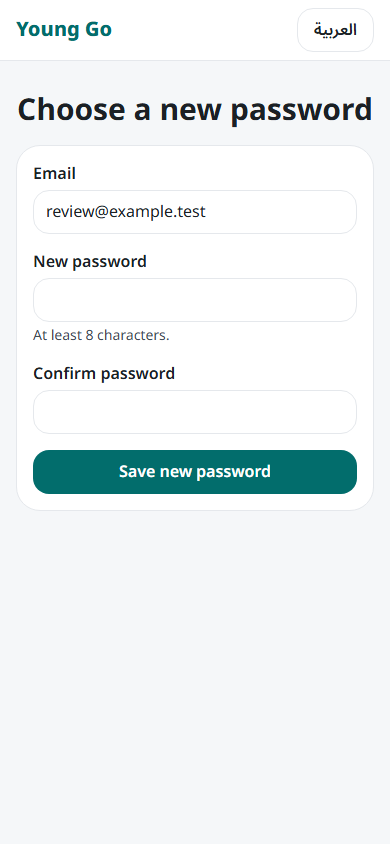 Young Go
العربية
Choose a new password
Email
review@example.test
New password
At least 8 characters.
Confirm password
Save new password